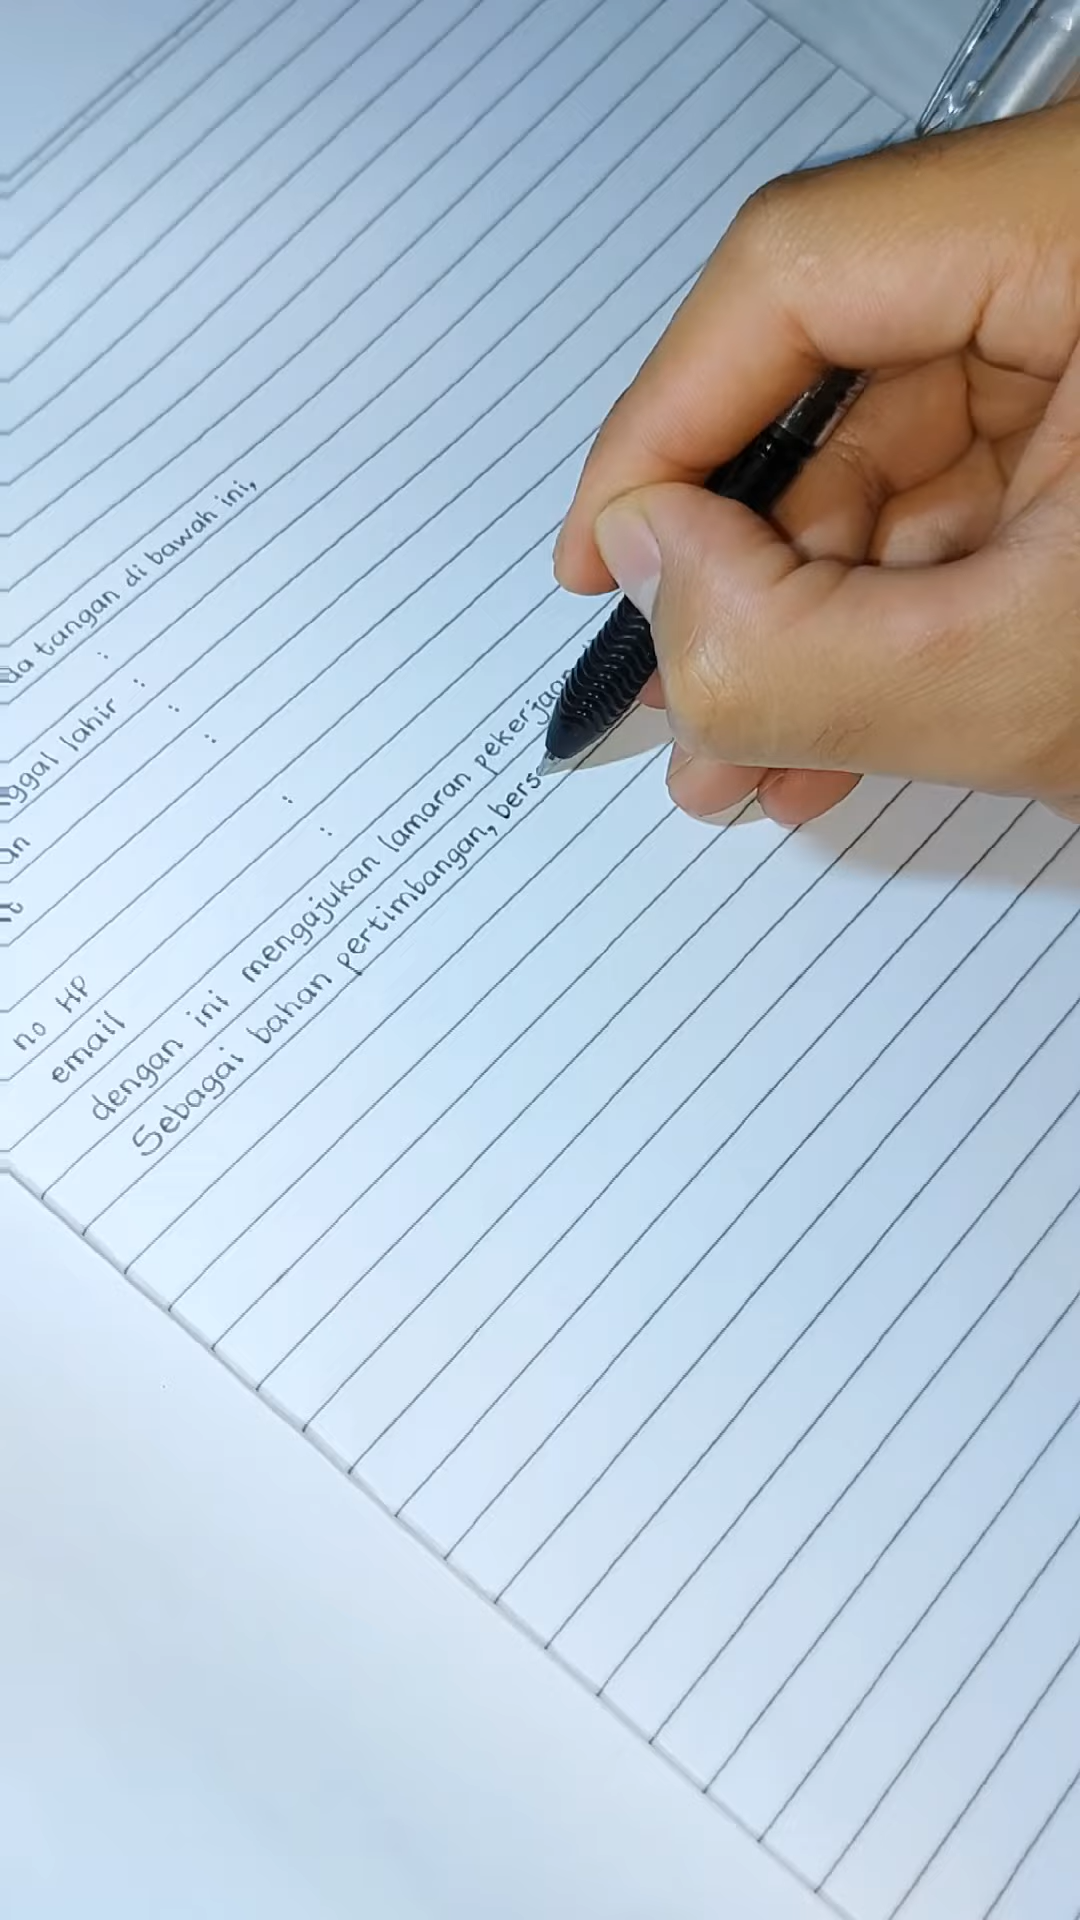 da tangan di bawah ini,
:
ggal lahir :
:
an :
:
no HP :
email :
dengan ini mengajukan lamaran pekerjaan
Sebagai bahan pertimbangan, bers